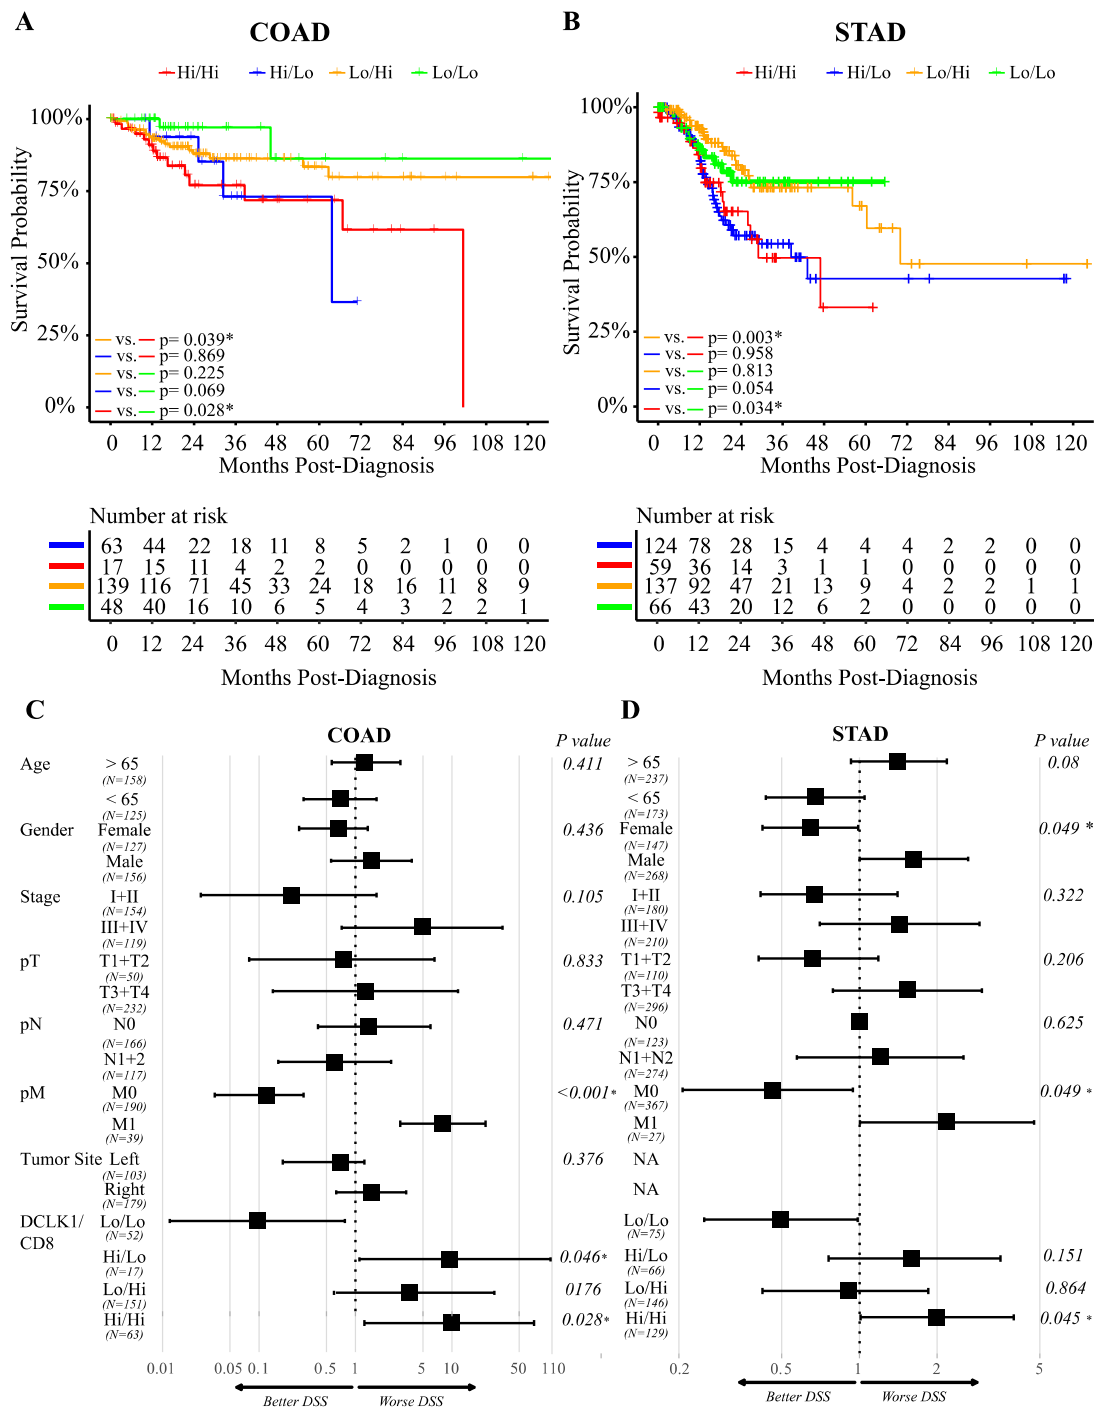 A
COAD
Hi/Hi Hi/Lo Lo/Hi Lo/Lo
Survival Probability
100%
75%
50%
25%
0%
vs. p= 0.039*
vs. p= 0.869
vs. p= 0.225
vs. p= 0.069
vs. p= 0.028*
0 12 24 36 48 60 72 84 96 108 120
Months Post-Diagnosis
Number at risk
63 44 22 18 11 8 5 2 1 0 0
17 15 11 4 2 2 0 0 0 0 0
139 116 71 45 33 24 18 16 11 8 9
48 40 16 10 6 5 4 3 2 2 1
0 12 24 36 48 60 72 84 96 108 120
Months Post-Diagnosis
B
STAD
Hi/Hi Hi/Lo Lo/Hi Lo/Lo
Survival Probability
100%
75%
50%
25%
0%
vs. p= 0.003*
vs. p= 0.958
vs. p= 0.813
vs. p= 0.054
vs. p= 0.034*
0 12 24 36 48 60 72 84 96 108 120
Months Post-Diagnosis
Number at risk
124 78 28 15 4 4 4 2 2 0 0
59 36 14 3 1 1 0 0 0 0 0
137 92 47 21 13 9 4 2 2 1 1
66 43 20 12 6 2 0 0 0 0 0
0 12 24 36 48 60 72 84 96 108 120
Months Post-Diagnosis
C
COAD
P value
Age > 65 0.411
(N=158)
< 65
(N=125)
Gender Female 0.436
(N=127)
Male
(N=156)
Stage I+II 0.105
(N=154)
III+IV
(N=119)
pT T1+T2 0.833
(N=50)
T3+T4
(N=232)
pN N0 0.471
(N=166)
N1+2
(N=117)
pM M0 <0.001*
(N=190)
M1
(N=39)
Tumor Site Left 0.376
(N=103)
Right
(N=179)
DCLK1/ Lo/Lo
CD8 (N=52)
Hi/Lo 0.046*
(N=17)
Lo/Hi 0176
(N=151)
Hi/Hi 0.028*
(N=63)
0.01 0.05 0.1 0.5 1 5 10 50 110
Better DSS Worse DSS
D
STAD
P value
> 65 0.08
(N=237)
< 65
(N=173)
Female 0.049 *
(N=147)
Male
(N=268)
I+II 0.322
(N=180)
III+IV
(N=210)
T1+T2 0.206
(N=110)
T3+T4
(N=296)
N0 0.625
(N=123)
N1+N2
(N=274)
M0 0.049 *
(N=367)
M1
(N=27)
NA
NA
Lo/Lo
(N=75)
Hi/Lo 0.151
(N=66)
Lo/Hi 0.864
(N=146)
Hi/Hi 0.045 *
(N=129)
0.2 0.5 1 2 5
Better DSS Worse DSS